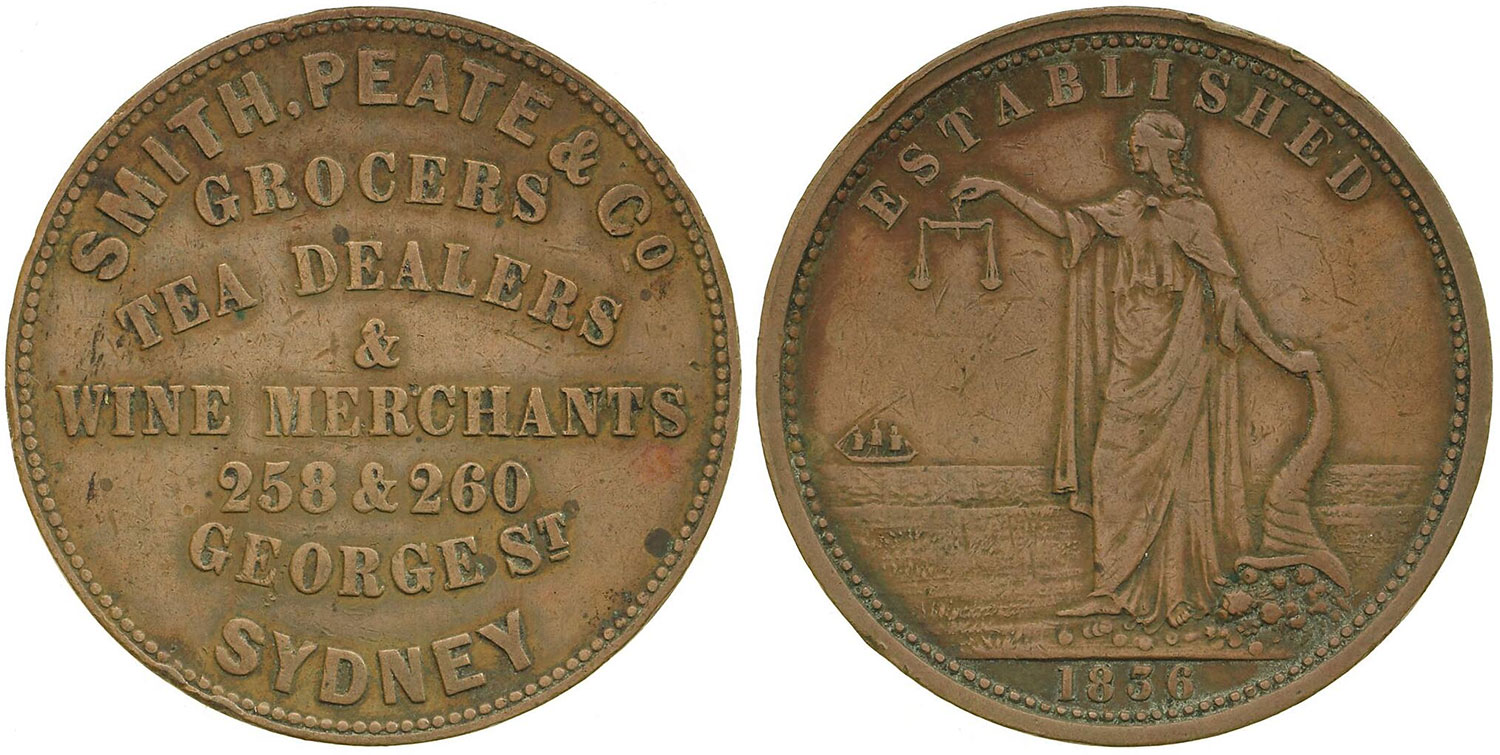 SMITH, PEATE & Co
GROCERS
TEA DEALERS
&
WINE MERCHANTS
258 & 260
GEORGE ST
SYDNEY
ESTABLISHED
1836